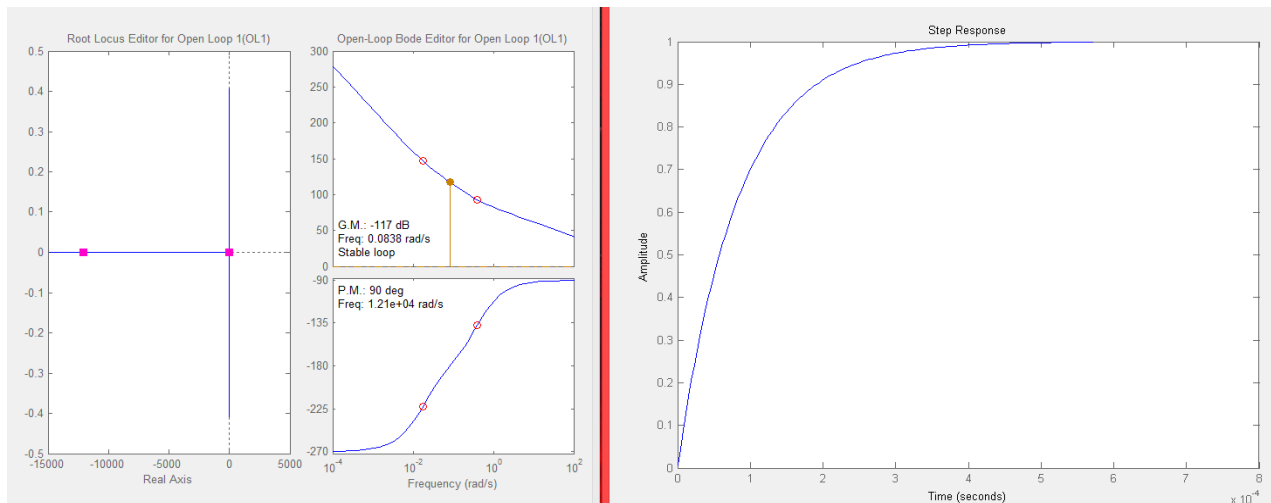 Root Locus Editor for Open Loop 1(OL1)
0.5
0.4
0.3
0.2
0.1
0
-0.1
-0.2
-0.3
-0.4
-0.5
-15000 -10000 -5000 0 5000
Real Axis
Open-Loop Bode Editor for Open Loop 1(OL1)
300
250
200
150
100
50
0
G.M.: -117 dB
Freq: 0.0838 rad/s
Stable loop
-90
-135
-180
-225
-270
P.M.: 90 deg
Freq: 1.21e+04 rad/s
10^-4 10^-2 10^0 10^2
Frequency (rad/s)
Step Response
1
0.9
0.8
0.7
0.6
0.5
0.4
0.3
0.2
0.1
0
Amplitude
0 1 2 3 4 5 6 7 8
Time (seconds)
x 10^-4